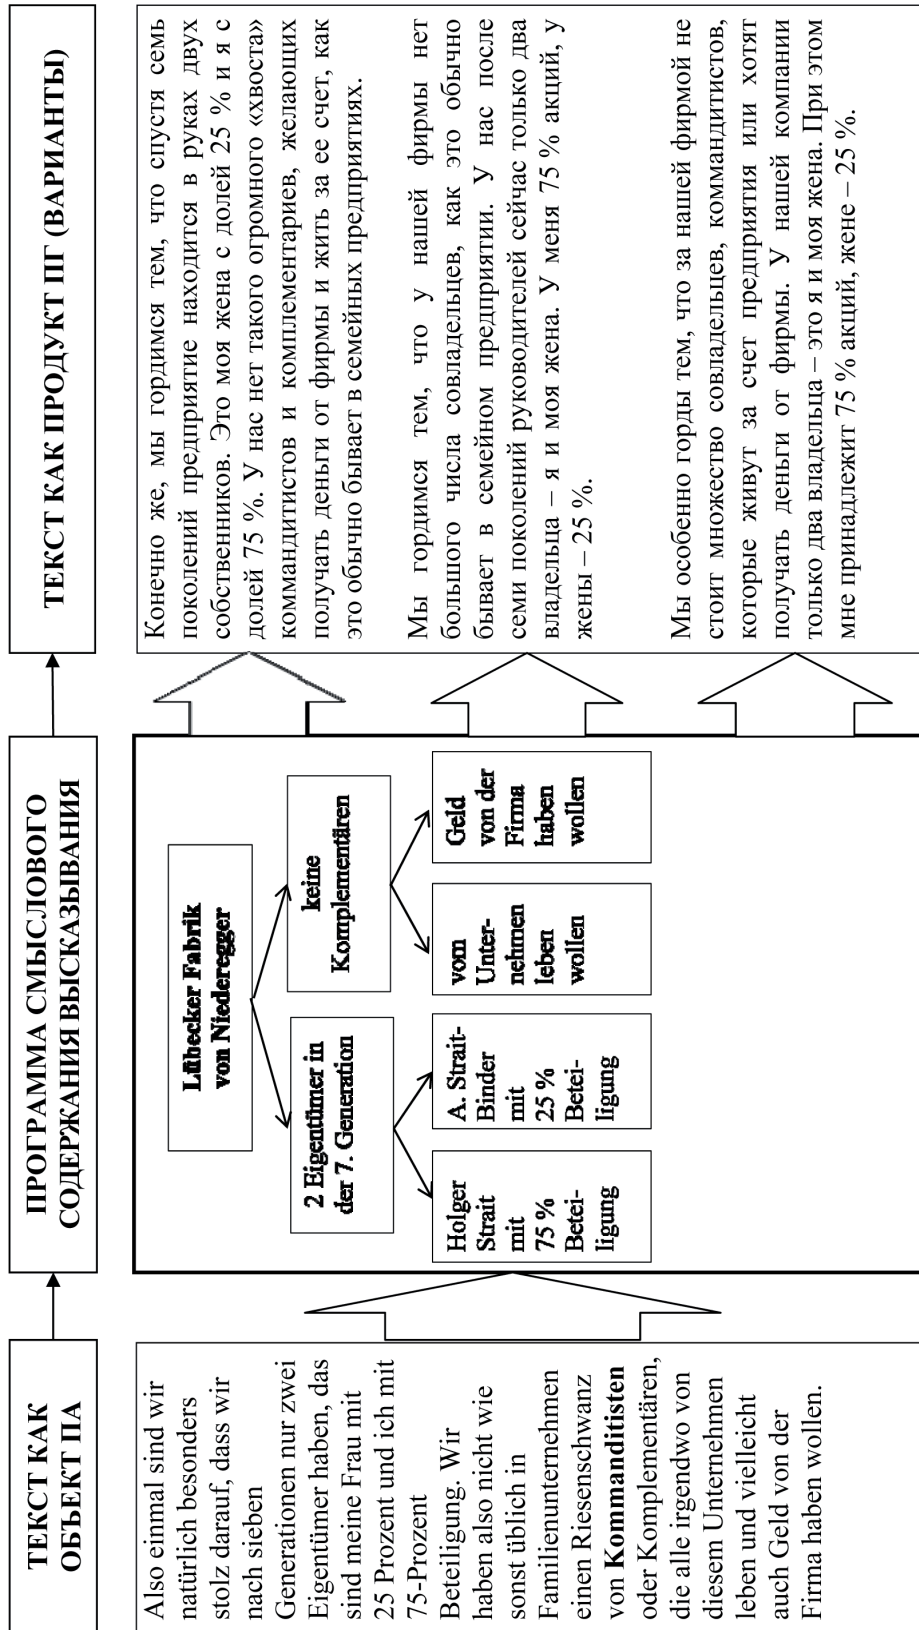 ТЕКСТ КАК
ОБЪЕКТ ПА
ПРОГРАММА СМЫСЛОВОГО
СОДЕРЖАНИЯ ВЫСКАЗЫВАНИЯ
ТЕКСТ КАК ПРОДУКТ ПГ (ВАРИАНТЫ)
Also einmal sind wir
natürlich besonders
stolz darauf, dass wir
nach sieben
Generationen nur zwei
Eigentümer haben, das
sind meine Frau mit
25 Prozent und ich mit
75-Prozent
Beteiligung. Wir
haben also nicht wie
sonst üblich in
Familienunternehmen
einen Riesenschwanz
von Kommanditisten
oder Komplementären,
die alle irgendwo von
diesem Unternehmen
leben und vielleicht
auch Geld von der
Firma haben wollen.
Lübecker Fabrik
von Niederegger
2 Eigentümer in
der 7. Generation
keine
Komplementären
Holger
Strait
mit
75 %
Betei-
ligung
A. Strait-
Binder
mit
25 %
Betei-
ligung
vom
Unter-
nehmen
leben
wollen
Geld
von der
Firma
haben
wollen
Конечно же, мы гордимся тем, что спустя семь
поколений предприятие находится в руках двух
собственников. Это моя жена с долей 25 % и я с
долей 75 %. У нас нет такого огромного «хвоста»
коммандитистов и комплементариев, желающих
получать деньги от фирмы и жить за ее счет, как
это обычно бывает в семейных предприятиях.
Мы гордимся тем, что у нашей фирмы нет
большого числа совладельцев, как это обычно
бывает в семейном предприятии. У нас после
семи поколений руководителей сейчас только два
владельца – я и моя жена. У меня 75 % акций, у
жены – 25 %.
Мы особенно горды тем, что за нашей фирмой не
стоит множество совладельцев, коммандитистов,
которые живут за счет предприятия или хотят
получать деньги от фирмы. У нашей компании
только два владельца – это я и моя жена. При этом
мне принадлежит 75 % акций, жене – 25 %.